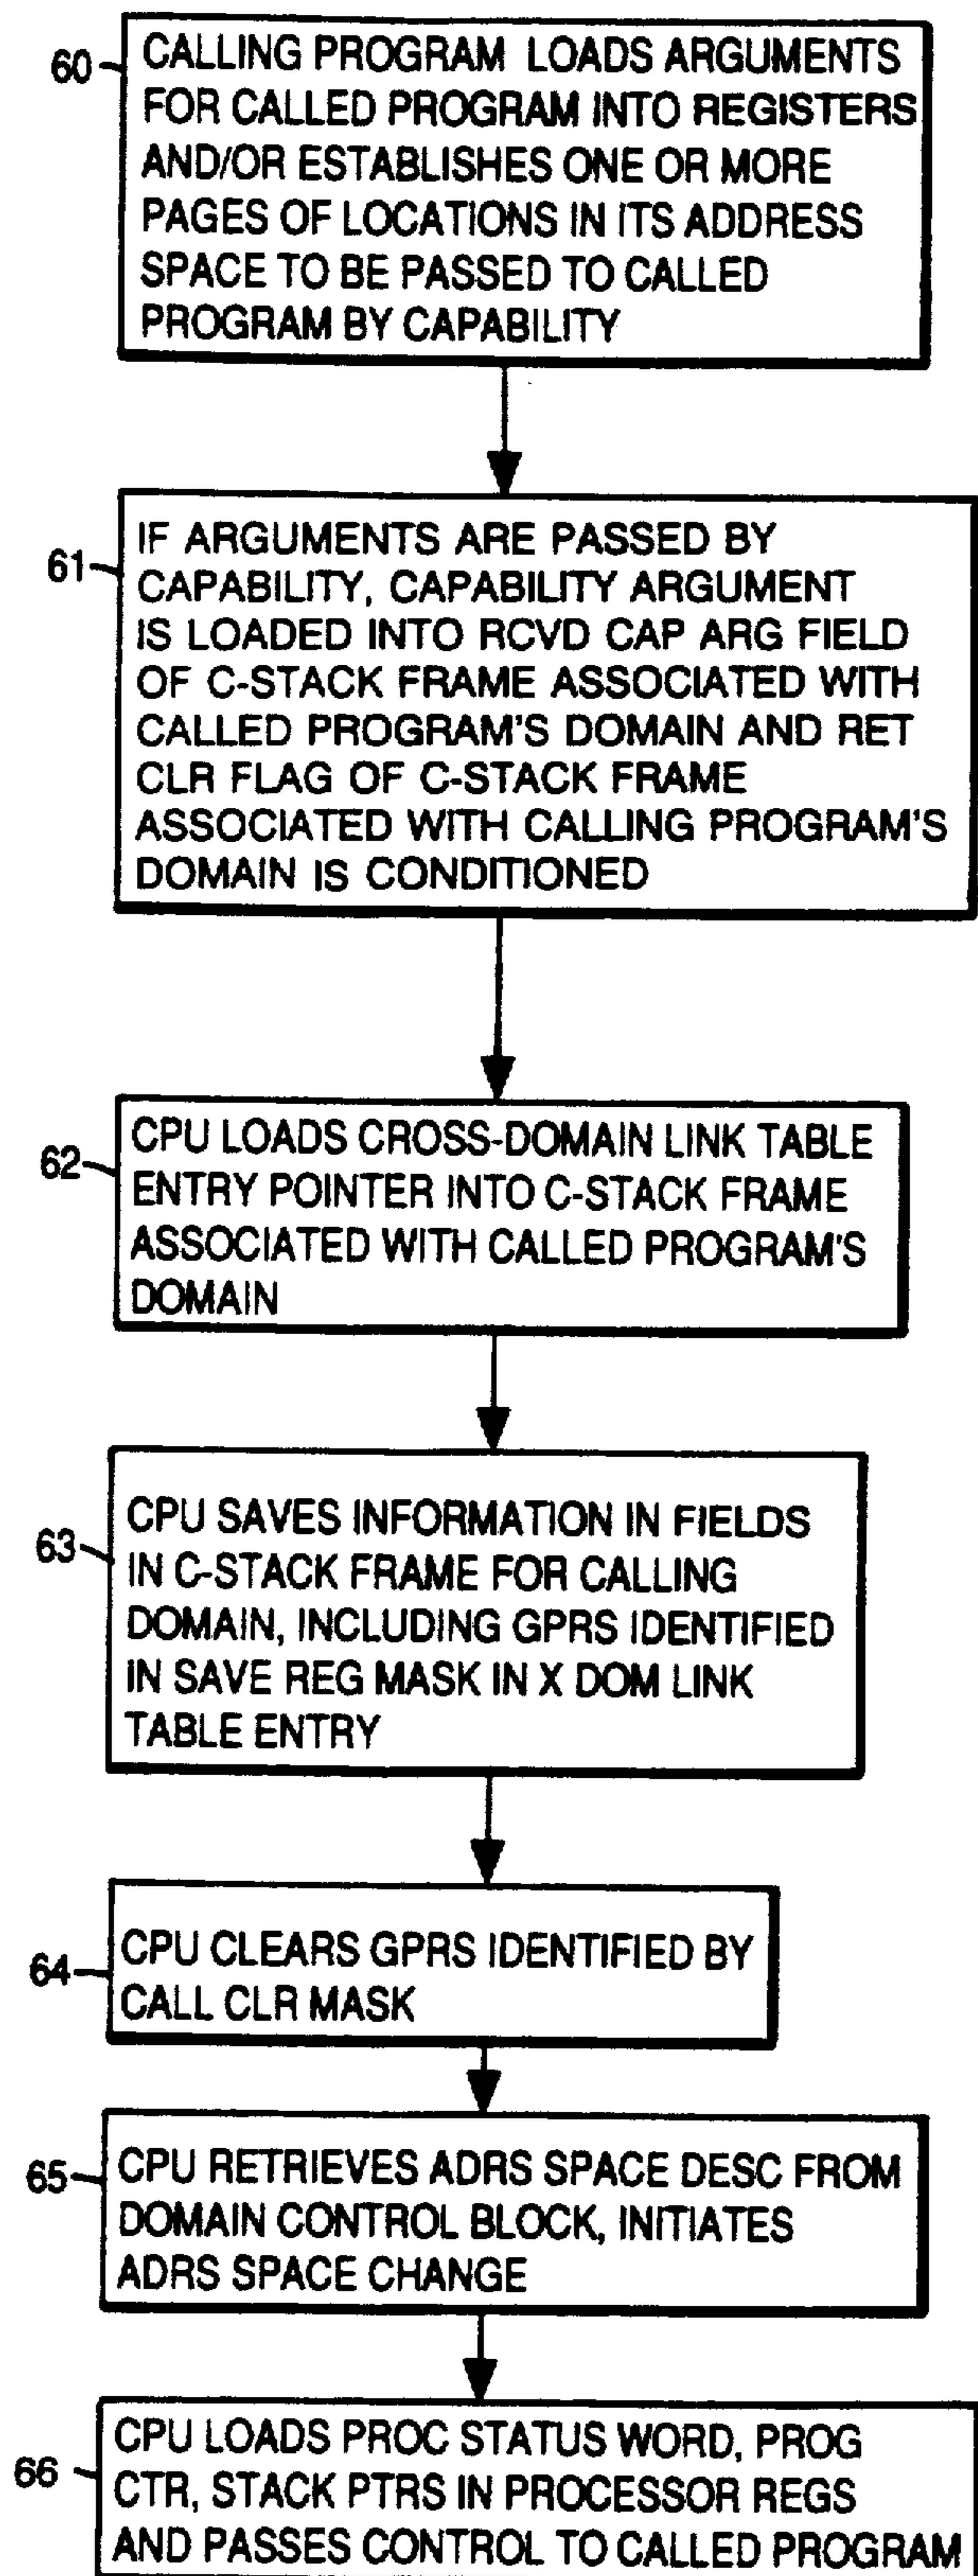 60
CALLING PROGRAM LOADS ARGUMENTS
FOR CALLED PROGRAM INTO REGISTERS
AND/OR ESTABLISHES ONE OR MORE
PAGES OF LOCATIONS IN ITS ADDRESS
SPACE TO BE PASSED TO CALLED
PROGRAM BY CAPABILITY
61
IF ARGUMENTS ARE PASSED BY
CAPABILITY, CAPABILITY ARGUMENT
IS LOADED INTO RCVD CAP ARG FIELD
OF C-STACK FRAME ASSOCIATED WITH
CALLED PROGRAM'S DOMAIN AND RET
CLR FLAG OF C-STACK FRAME
ASSOCIATED WITH CALLING PROGRAM'S
DOMAIN IS CONDITIONED
62
CPU LOADS CROSS-DOMAIN LINK TABLE
ENTRY POINTER INTO C-STACK FRAME
ASSOCIATED WITH CALLED PROGRAM'S
DOMAIN
63
CPU SAVES INFORMATION IN FIELDS
IN C-STACK FRAME FOR CALLING
DOMAIN, INCLUDING GPRS IDENTIFIED
IN SAVE REG MASK IN X DOM LINK
TABLE ENTRY
64
CPU CLEARS GPRS IDENTIFIED BY
CALL CLR MASK
65
CPU RETRIEVES ADRS SPACE DESC FROM
DOMAIN CONTROL BLOCK, INITIATES
ADRS SPACE CHANGE
66
CPU LOADS PROC STATUS WORD, PROG
CTR, STACK PTRS IN PROCESSOR REGS
AND PASSES CONTROL TO CALLED PROGRAM